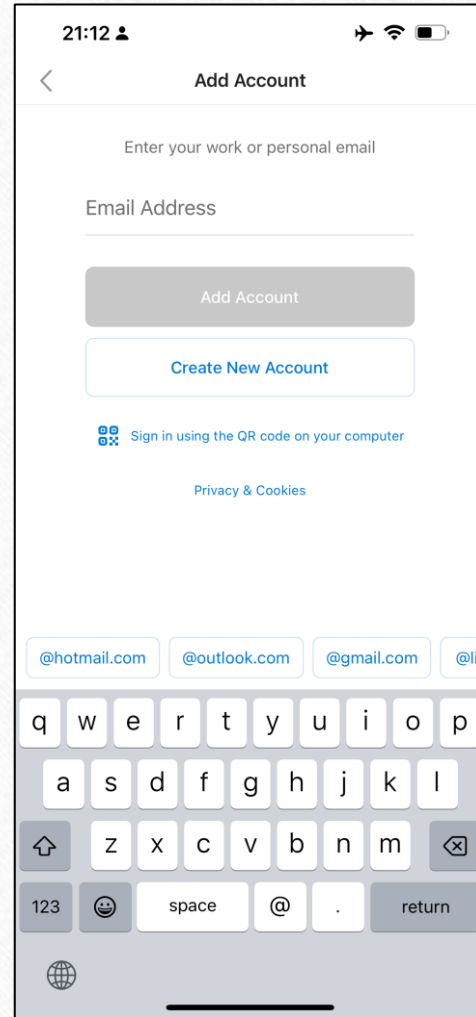 21:12
Add Account
Enter your work or personal email
Email Address
Add Account
Create New Account
Sign in using the QR code on your computer
Privacy & Cookies
@hotmail.com @outlook.com @gmail.com @li
q w e r t y u i o p
a s d f g h j k l
z x c v b n m
123 space @ . return